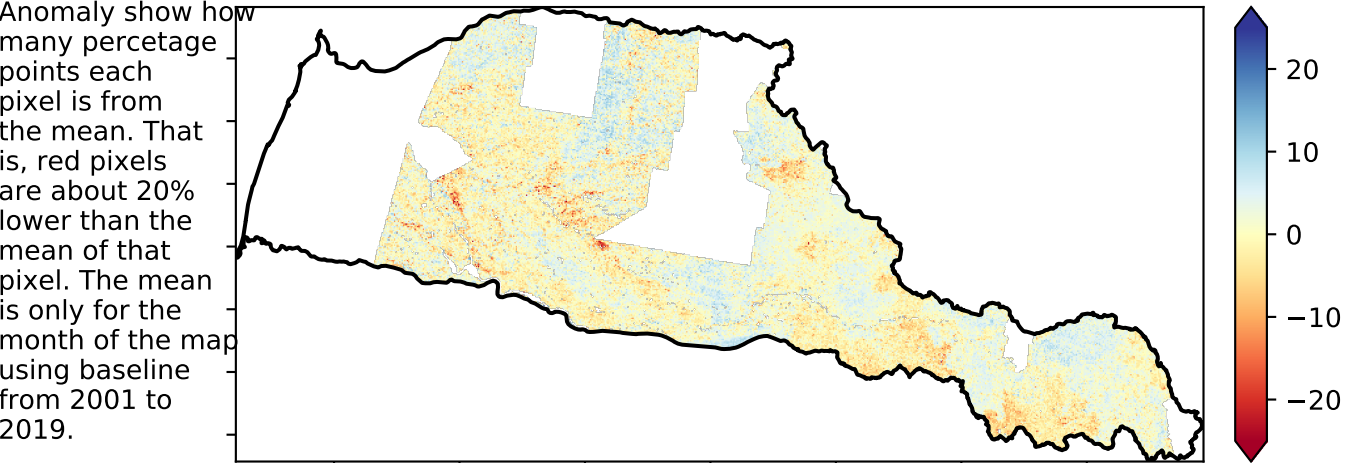 Anomaly show how
many percetage
points each
pixel is from
the mean. That
is, red pixels
are about 20%
lower than the
mean of that
pixel. The mean
is only for the
month of the map
using baseline
from 2001 to
2019.
20
10
0
−10
−20